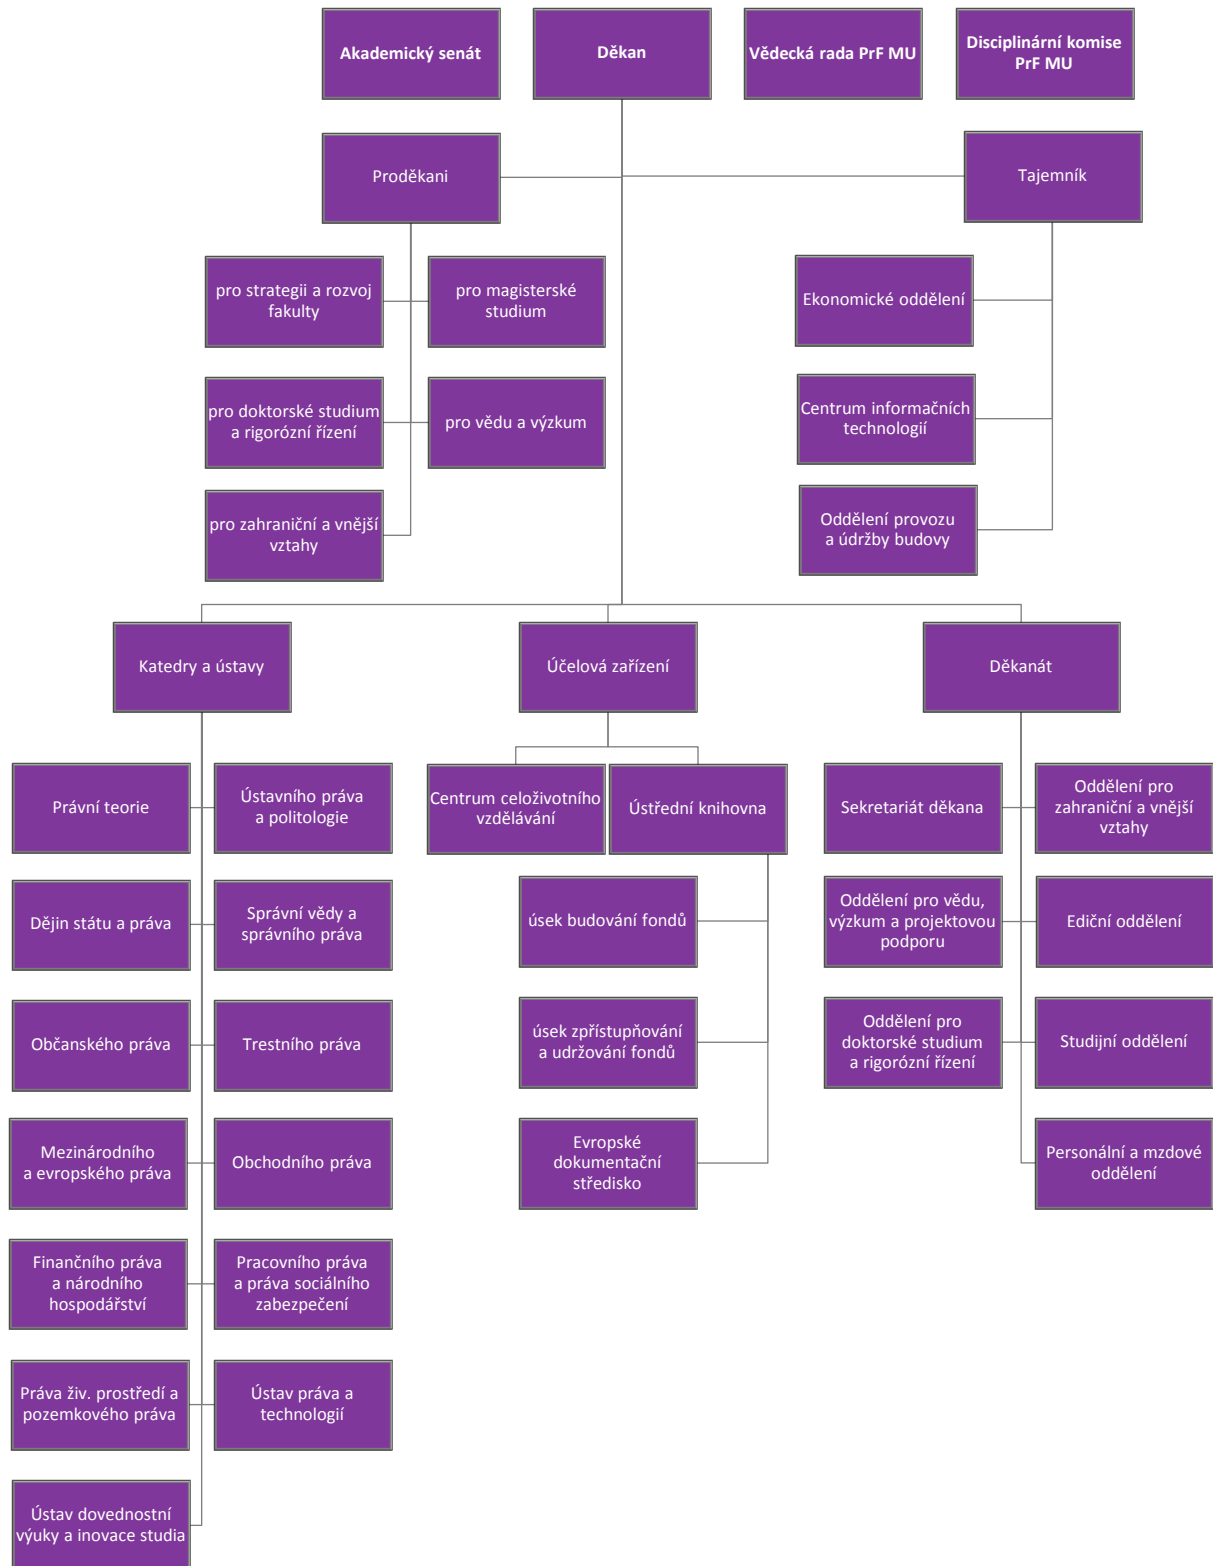 Akademický senát
Děkan
Vědecká rada PrF MU
Disciplinární komise
PrF MU
Proděkani
Tajemník
pro strategii a rozvoj
fakulty
pro magisterské
studium
Ekonomické oddělení
pro doktorské studium
a rigorózní řízení
pro vědu a výzkum
Centrum informačních
technologií
pro zahraniční a vnější
vztahy
Oddělení provozu
a údržby budovy
Katedry a ústavy
Účelová zařízení
Děkanát
Právní teorie
Ústavního práva
a politologie
Centrum celoživotního
vzdělávání
Ústřední knihovna
Sekretariát děkana
Oddělení pro
zahraniční a vnější
vztahy
Dějin státu a práva
Správní vědy a
správního práva
úsek budování fondů
Oddělení pro vědu,
výzkum a projektovou
podporu
Ediční oddělení
Občanského práva
Trestního práva
úsek zpřístupňování
a udržování fondů
Oddělení pro
doktorské studium
a rigorózní řízení
Studijní oddělení
Mezinárodního
a evropského práva
Obchodního práva
Evropské
dokumentační
středisko
Personální a mzdové
oddělení
Finančního práva
a národního
hospodářství
Pracovního práva
a práva sociálního
zabezpečení
Práva živ. prostředí a
pozemkového práva
Ústav práva a
technologií
Ústav dovednostní
výuky a inovace studia